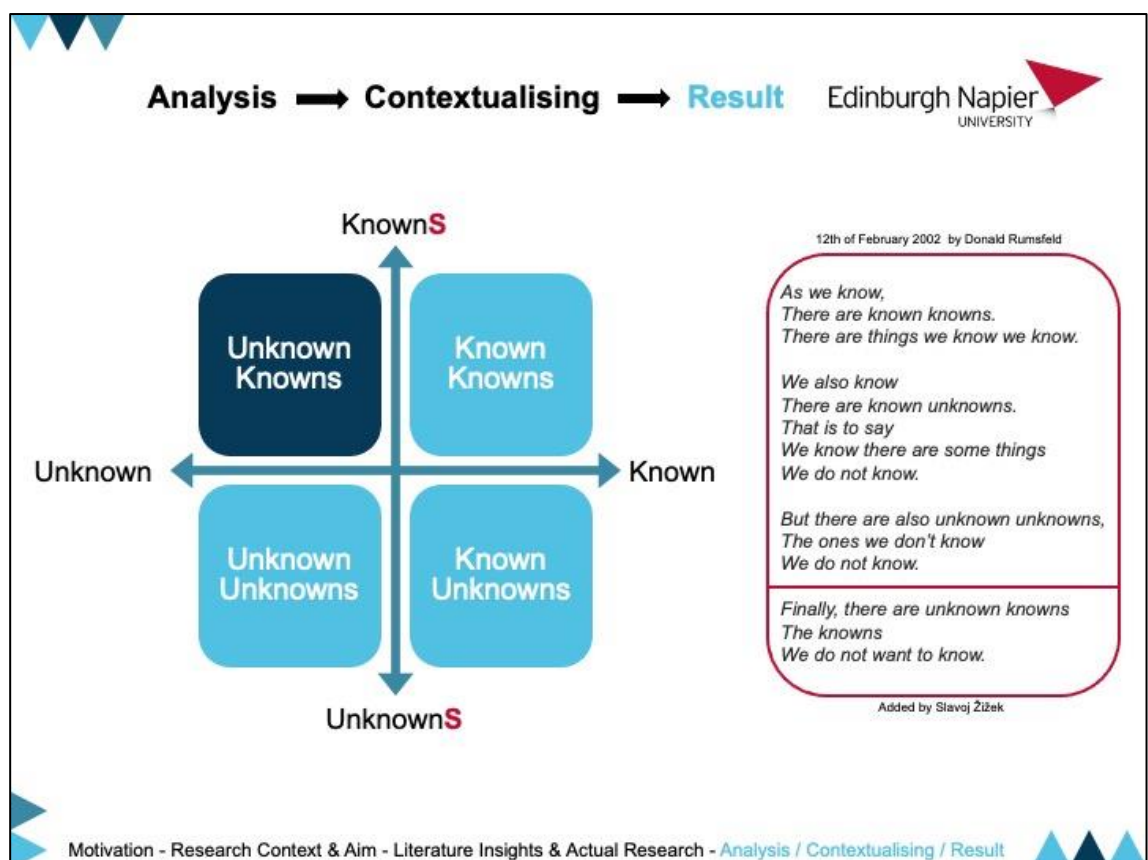 Analysis → Contextualising → Result
Edinburgh Napier
UNIVERSITY
KnownS
Unknown
Knowns
Known
Knowns
Unknown
Known
Unknown
Unknowns
Known
Unknowns
UnknownS
12th of February 2002 by Donald Rumsfeld
As we know,
There are known knowns.
There are things we know we know.
We also know
There are known unknowns.
That is to say
We know there are some things
We do not know.
But there are also unknown unknowns,
The ones we don't know
We do not know.
Finally, there are unknown knowns
The knowns
We do not want to know.
Added by Slavoj Žižek
Motivation - Research Context & Aim - Literature Insights & Actual Research - Analysis / Contextualising / Result